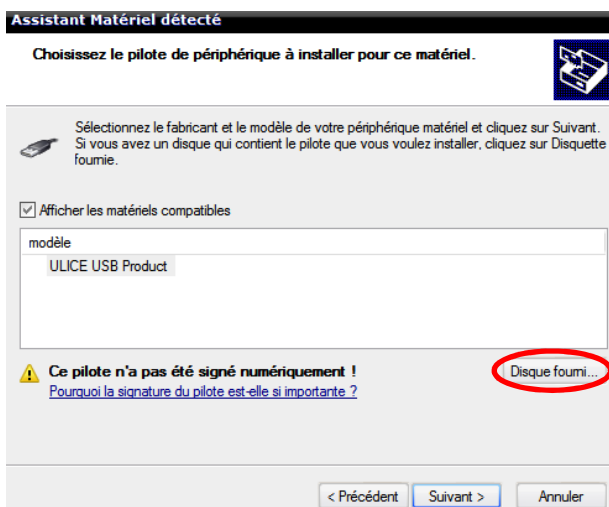 Assistant Matériel détecté
Choisissez le pilote de périphérique à installer pour ce matériel.
Sélectionnez le fabricant et le modèle de votre périphérique matériel et cliquez sur Suivant.
Si vous avez un disque qui contient le pilote que vous voulez installer, cliquez sur Disquette
fournie.
Afficher les matériels compatibles
modèle
ULICE USB Product
Ce pilote n'a pas été signé numériquement !
Disque fourni...
Pourquoi la signature du pilote est-elle si importante ?
< Précédent
Suivant >
Annuler